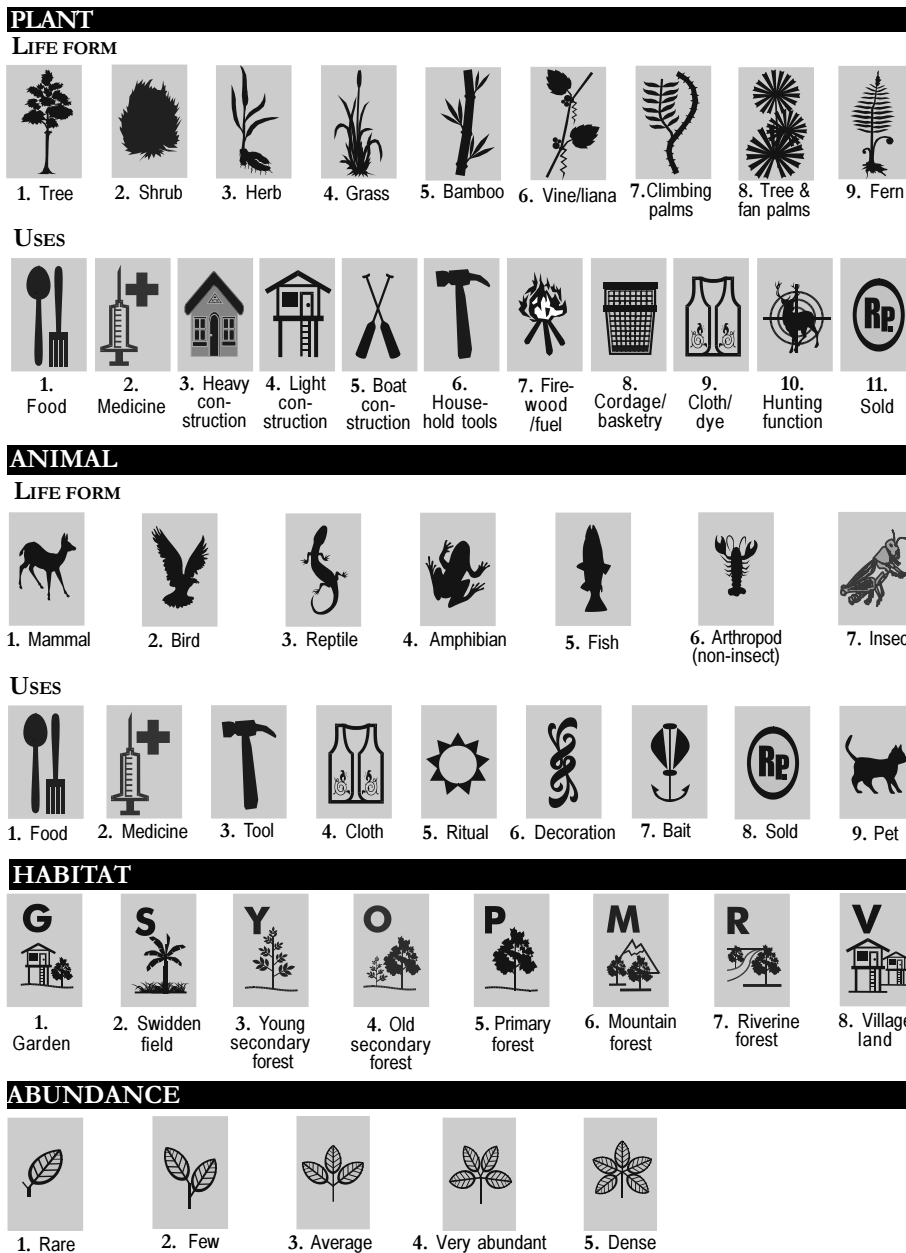 PLANT
LIFE FORM
1. Tree
2. Shrub
3. Herb
4. Grass
5. Bamboo
6. Vine/liana
7.Climbing
palms
8. Tree &
fan palms
9. Fern
USES
1.
Food
2.
Medicine
3. Heavy
con-
struction
4. Light
con-
struction
5. Boat
con-
struction
6.
House-
hold tools
7. Fire-
wood
/fuel
8.
Cordage/
basketry
9.
Cloth/
dye
10.
Hunting
function
Rp.
11.
Sold
ANIMAL
LIFE FORM
1. Mammal
2. Bird
3. Reptile
4. Amphibian
5. Fish
6. Arthropod
(non-insect)
7. Insec
USES
1. Food
2. Medicine
3. Tool
4. Cloth
5. Ritual
6. Decoration
7. Bait
Rp
8. Sold
9. Pet
HABITAT
G
1.
Garden
S
2. Swidden
field
Y
3. Young
secondary
forest
O
4. Old
secondary
forest
P
5. Primary
forest
M
6. Mountain
forest
R
7. Riverine
forest
V
8. Village
land
ABUNDANCE
1. Rare
2. Few
3. Average
4. Very abundant
5. Dense